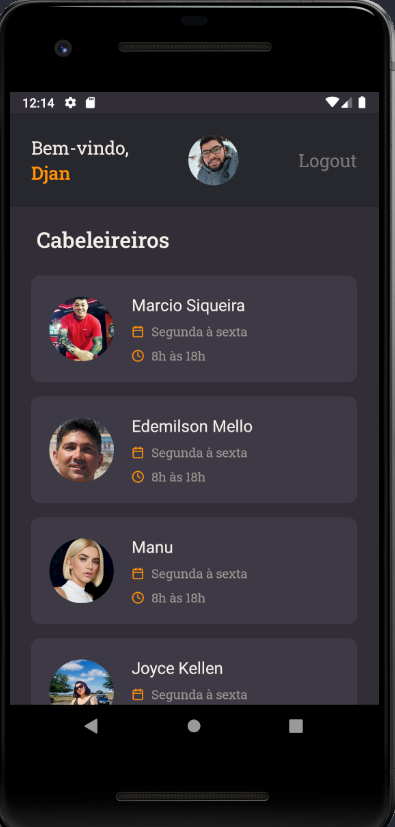 12:14
Bem-vindo,
Djan
Logout
Cabeleireiros
Marcio Siqueira
Segunda à sexta
8h às 18h
Edemilson Mello
Segunda à sexta
8h às 18h
Manu
Segunda à sexta
8h às 18h
Joyce Kellen
Segunda à sexta